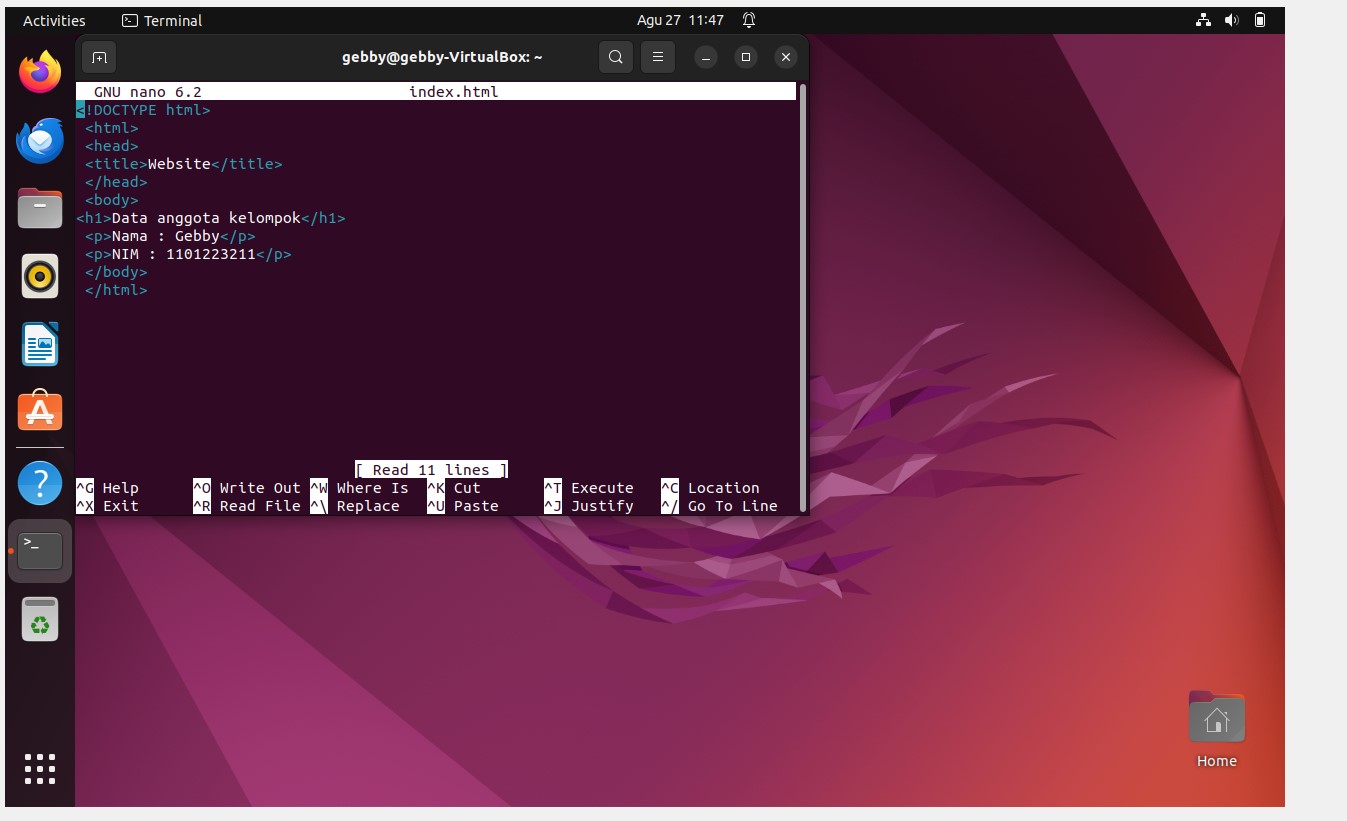 Activities Terminal Agu 27 11:47
gebby@gebby-VirtualBox: ~
GNU nano 6.2 index.html
<!DOCTYPE html>
<html>
<head>
<title>Website</title>
</head>
<body>
<h1>Data anggota kelompok</h1>
<p>Nama : Gebby</p>
<p>NIM : 1101223211</p>
</body>
</html>
[ Read 11 lines ]
^G Help ^O Write Out ^W Where Is ^K Cut ^T Execute ^C Location
^X Exit ^R Read File ^\ Replace ^U Paste ^J Justify ^/ Go To Line
Home